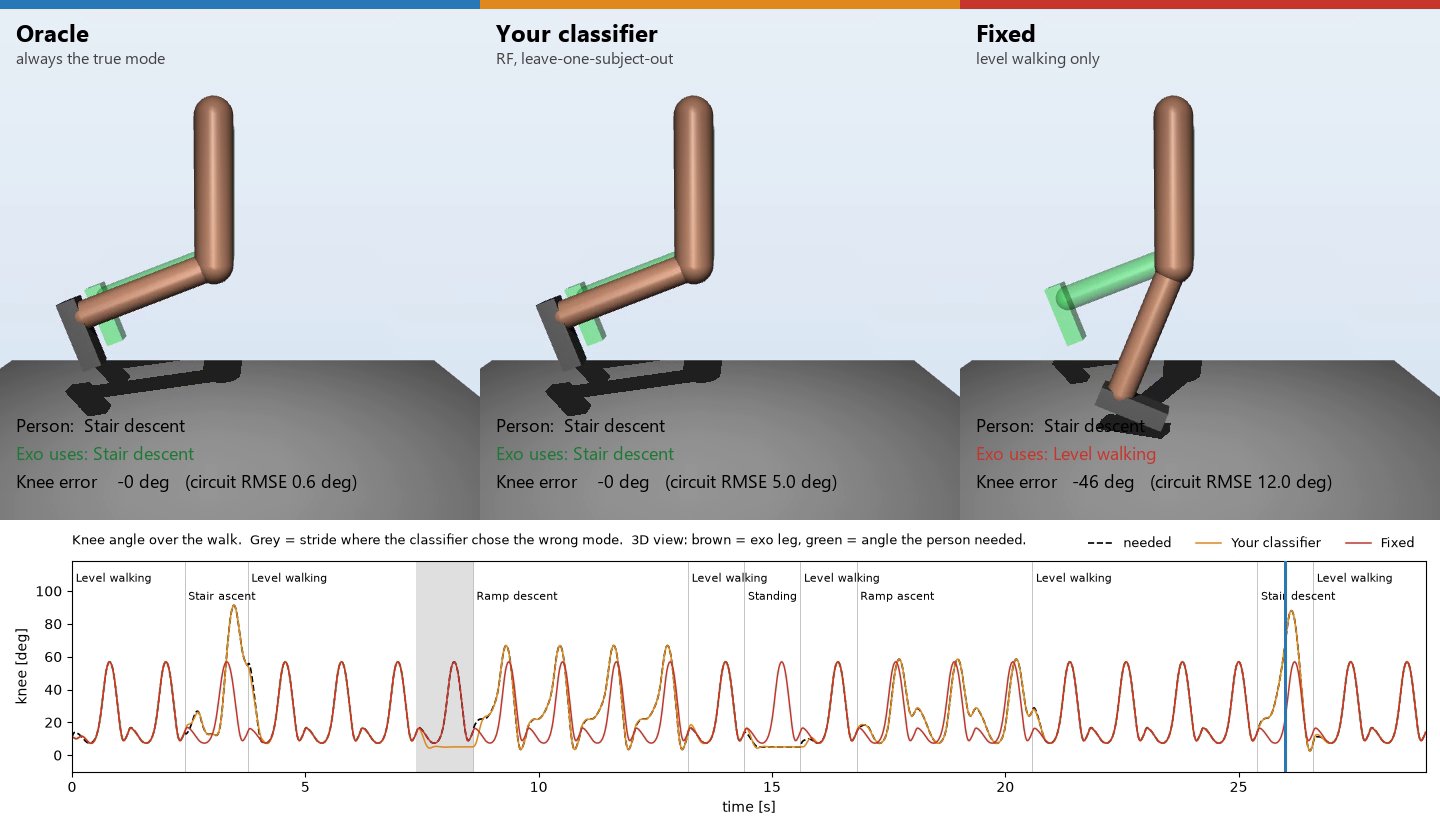 Oracle
always the true mode
Person:  Stair descent
Exo uses: Stair descent
Knee error    -0 deg   (circuit RMSE 0.6 deg)
Your classifier
RF, leave-one-subject-out
Person:  Stair descent
Exo uses: Stair descent
Knee error    -0 deg   (circuit RMSE 5.0 deg)
Fixed
level walking only
Person:  Stair descent
Exo uses: Level walking
Knee error   -46 deg   (circuit RMSE 12.0 deg)
Knee angle over the walk.  Grey = stride where the classifier chose the wrong mode.  3D view: brown = exo leg, green = angle the person needed.
needed
Your classifier
Fixed
Level walking
Stair ascent
Level walking
Ramp descent
Level walking
Standing
Level walking
Ramp ascent
Level walking
Stair descent
Level walking
knee [deg]
100
80
60
40
20
0
0
5
10
15
20
25
time [s]